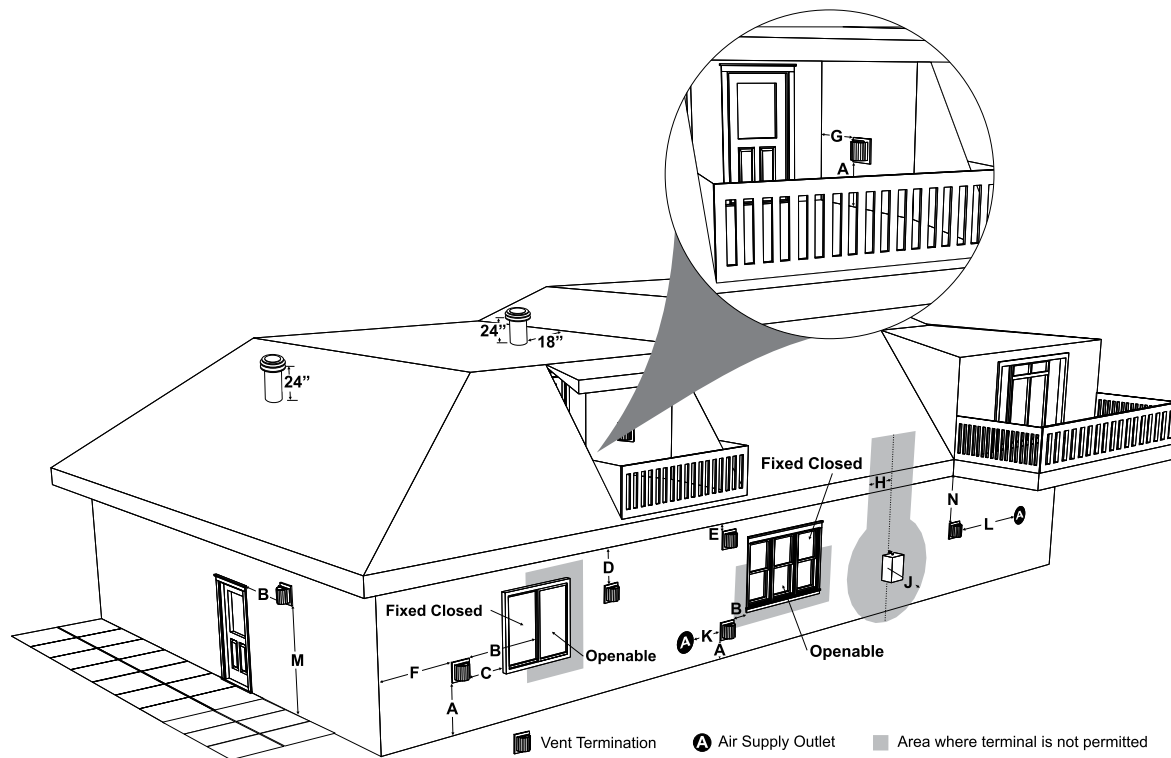 G
A
24”
18”
24”
Fixed Closed
H
N
L
A
E
D
J
B
M
Fixed Closed
B
Openable
F
C
A
B
K
A
A
Openable
Vent Termination
A
Air Supply Outlet
Area where terminal is not permitted